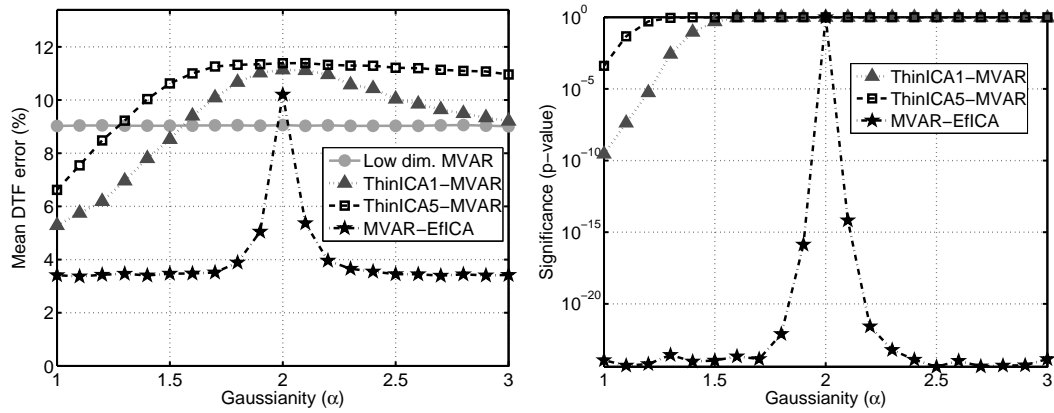 12
10
8
6
4
2
0
1
1.5
2
2.5
3
Mean DTF error (%)
Gaussianity (α)
Low dim. MVAR
ThinICA1−MVAR
ThinICA5−MVAR
MVAR−EfICA
10^0
10^−5
10^−10
10^−15
10^−20
1
1.5
2
2.5
3
Significance (p−value)
Gaussianity (α)
ThinICA1−MVAR
ThinICA5−MVAR
MVAR−EfICA